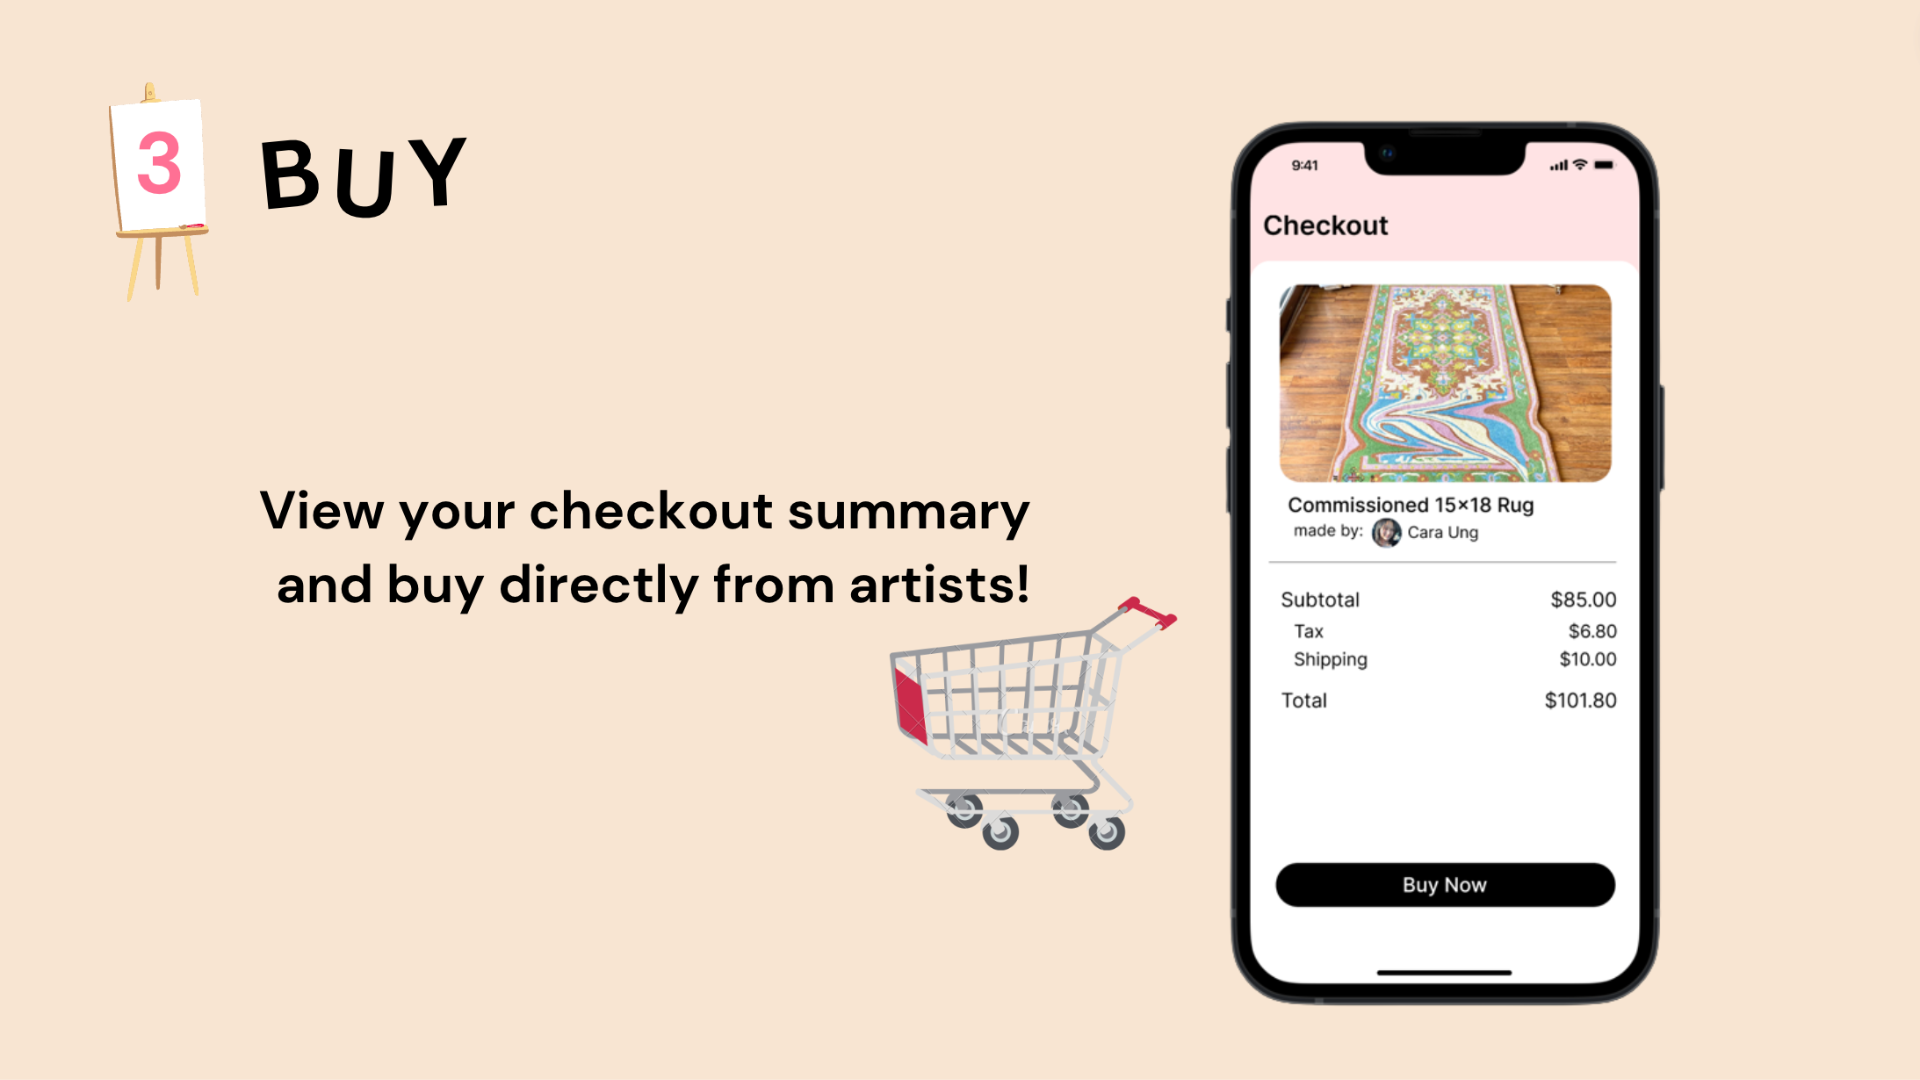 3
BUY
View your checkout summary
and buy directly from artists!
9:41
Checkout
Commissioned 15×18 Rug
made by: Cara Ung
Subtotal $85.00
Tax $6.80
Shipping $10.00
Total $101.80
Buy Now